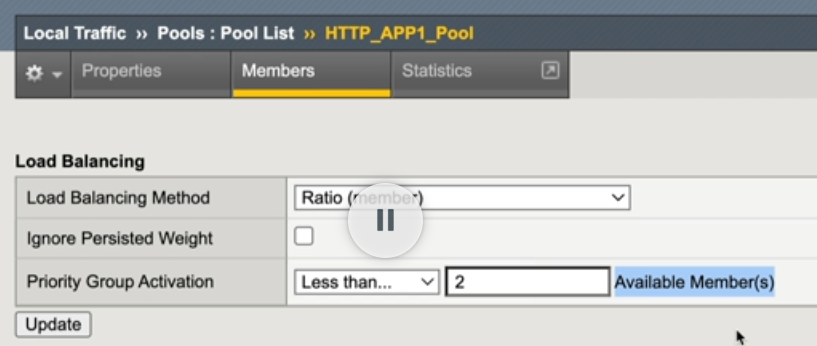 Local Traffic ›› Pools : Pool List ›› HTTP_APP1_Pool
Properties Members Statistics
Load Balancing
Load Balancing Method Ratio (member)
Ignore Persisted Weight
Priority Group Activation Less than... 2 Available Member(s)
Update